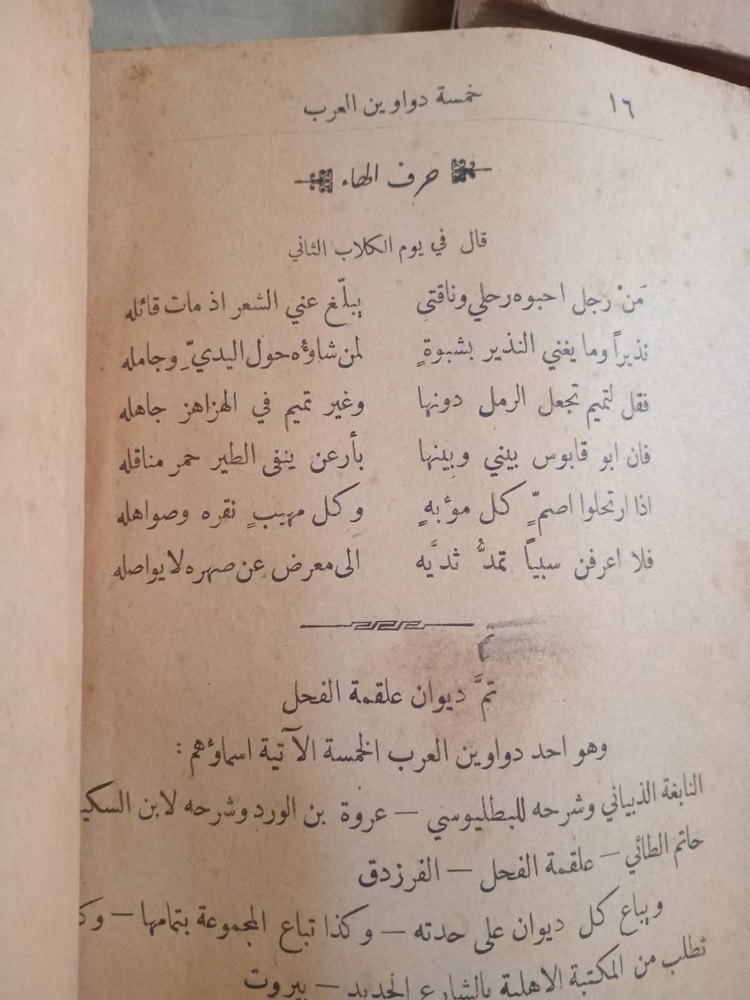 ١٦ خمسة دواوين العرب
حرف الهاء
قال في يوم الكلاب الثاني
مَنْ رجل احبوه رحلي وناقتي يبلّغ عني الشعر اذ مات قائله
نذيراً وما يغني النذير بشبوةٍ لمن شاؤه حول البديّ وجامله
فقل لتميم تجعل الرمل دونها وغير تميم في الهزاهز جاهله
فان ابو قابوس بيني وبينها بأرعن ينفى الطير حمر مناقله
اذا ارتحلوا اصمّ كل مؤبهٍ وكل مهيبٍ نقره وصواهله
فلا اعرفن سبياً تمدُّ ثديَّه الى معرض عن صهره لا يواصله
تم
تمَّ ديوان علقمة الفحل
وهو احد دواوين العرب الخمسة الآتية اسماؤهم :
النابغة الذبياني وشرحه للبطليوسي — عروة بن الورد وشرحه لابن السكي
حاتم الطائي — علقمة الفحل — الفرزدق
ويباع كل ديوان على حدته — وكذا تباع المجموعة بتمامها —
تطلب من المكتبة الاهلية بالشارع الجديد — بيروت